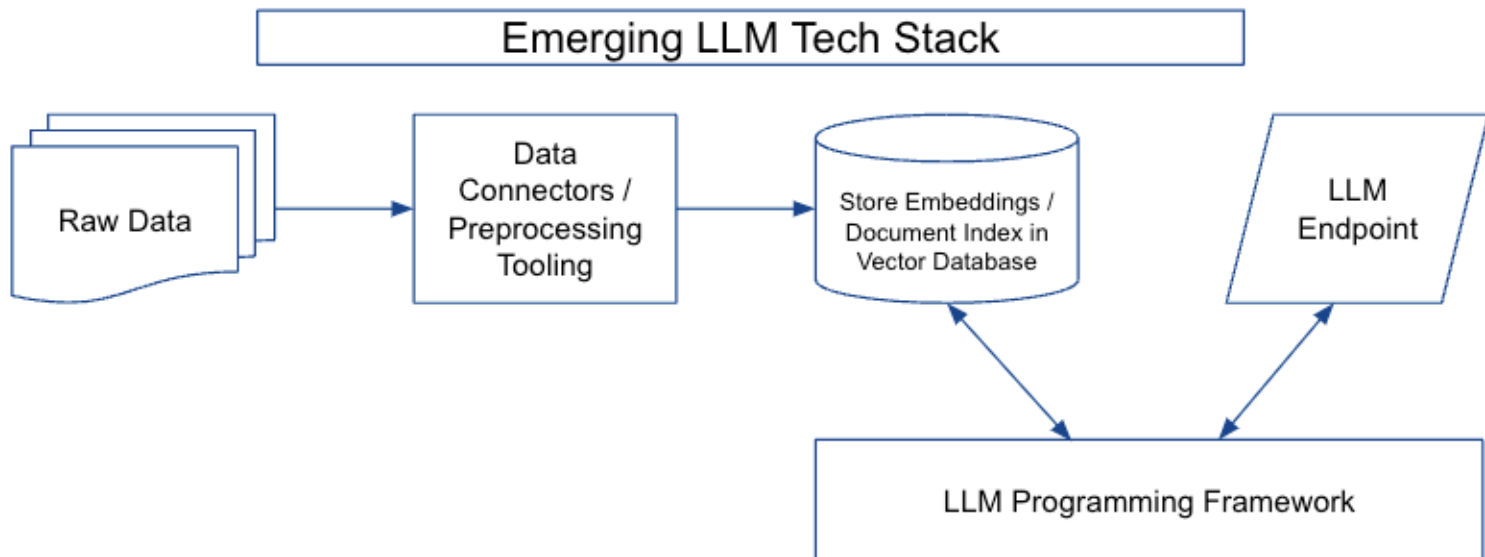 Emerging LLM Tech Stack
Raw Data
Data
Connectors /
Preprocessing
Tooling
Store Embeddings /
Document Index in
Vector Database
LLM
Endpoint
LLM Programming Framework